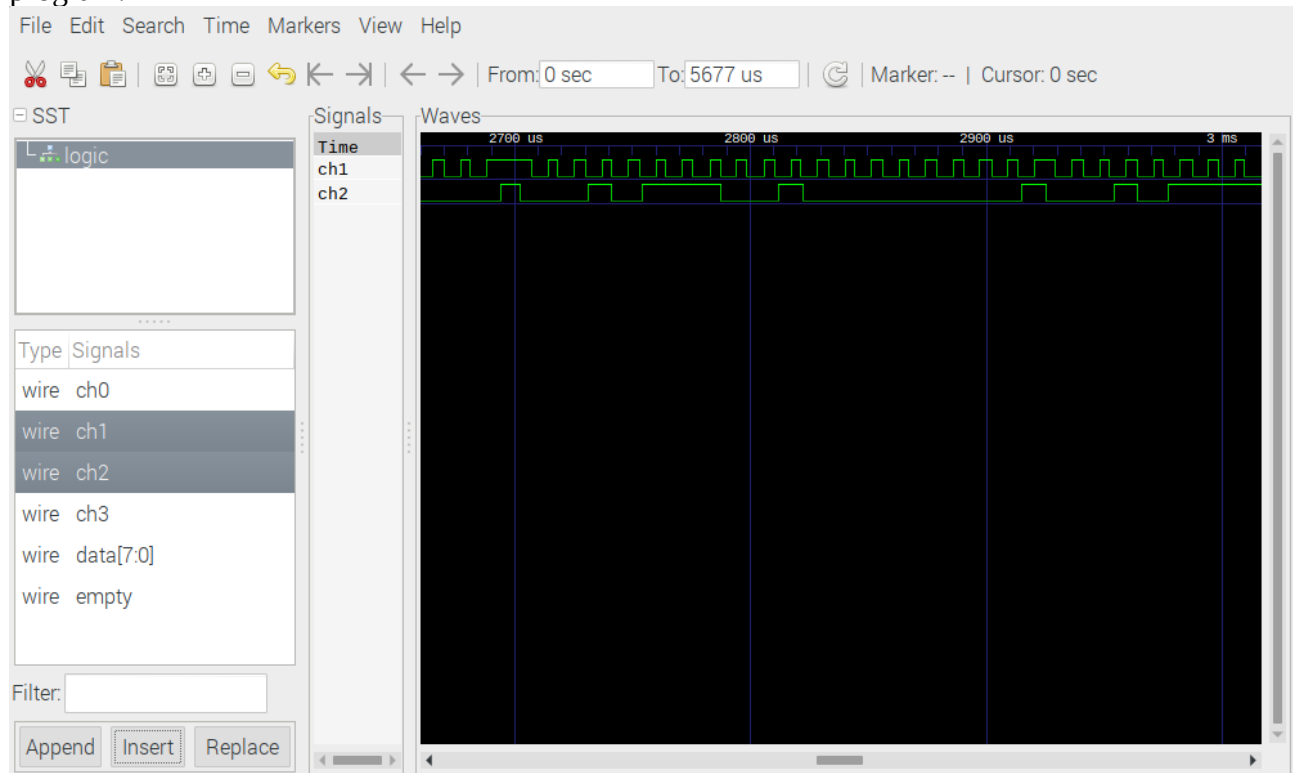 File Edit Search Time Markers View Help
From: 0 sec To: 5677 us | Marker: -- | Cursor: 0 sec
SST
logic
Type Signals
wire ch0
wire ch1
wire ch2
wire ch3
wire data[7:0]
wire empty
Filter:
Append Insert Replace
Signals
Time
ch1
ch2
Waves
2700 us 2800 us 2900 us 3 ms